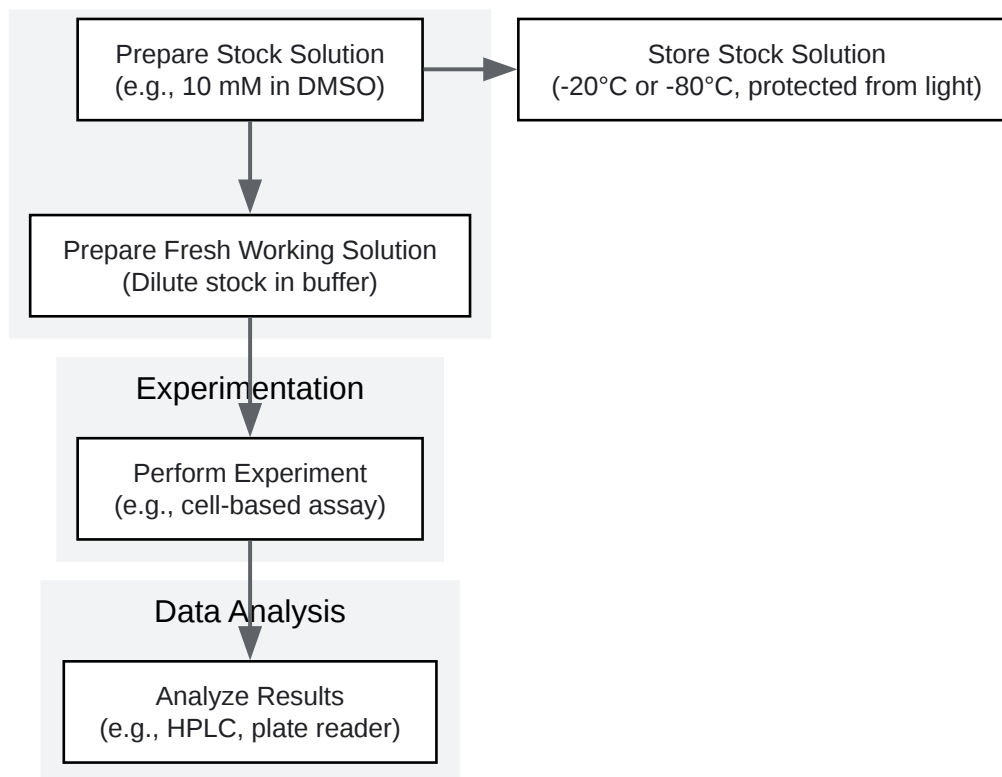 Prepare Stock Solution
(e.g., 10 mM in DMSO)
Store Stock Solution
(-20°C or -80°C, protected from light)
Prepare Fresh Working Solution
(Dilute stock in buffer)
Experimentation
Perform Experiment
(e.g., cell-based assay)
Data Analysis
Analyze Results
(e.g., HPLC, plate reader)